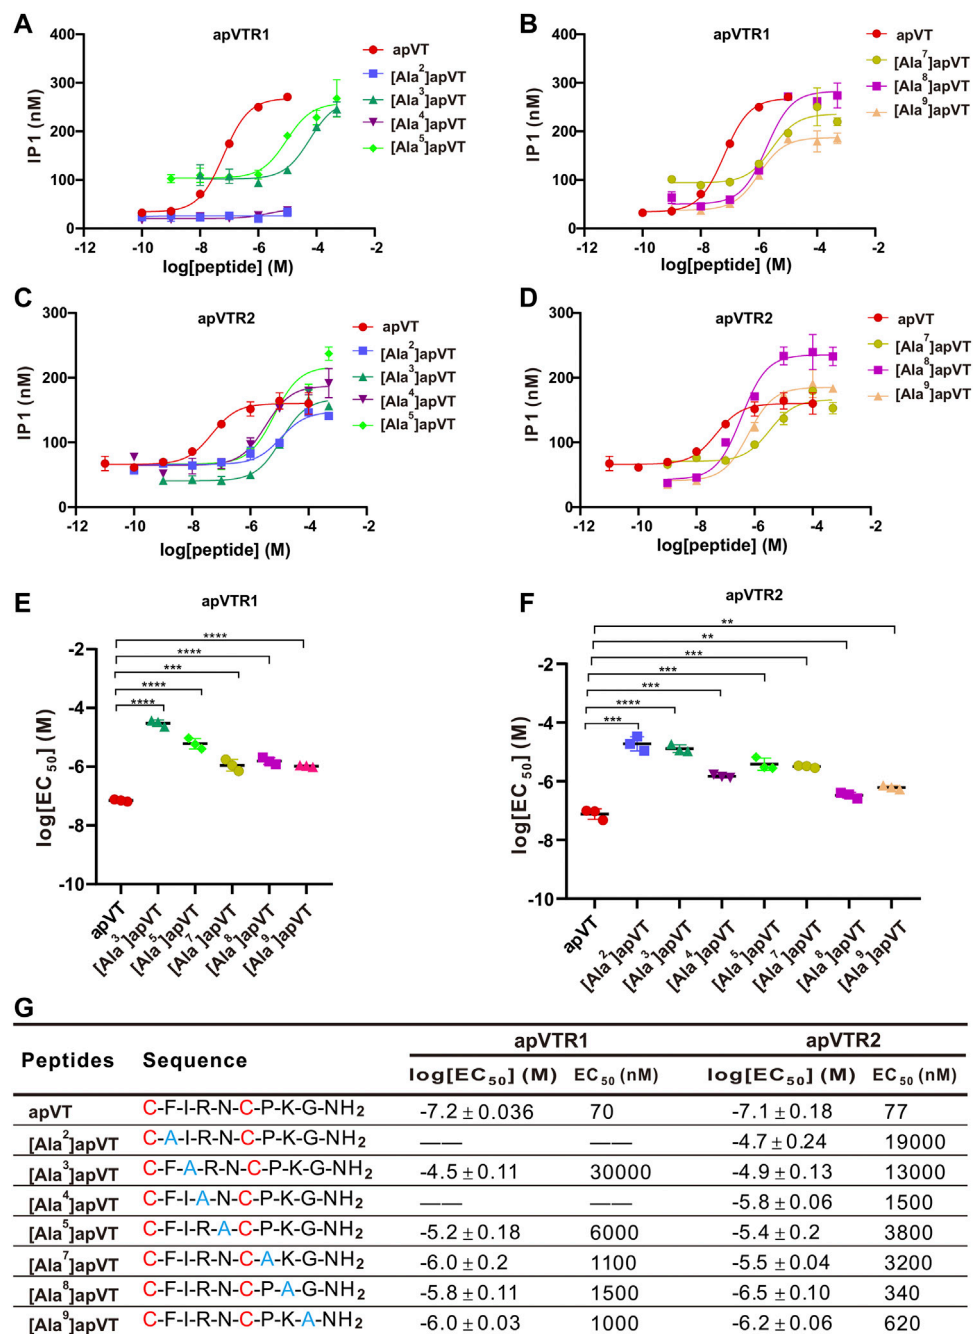 A
apVTR1
400
300
200
100
0
IP1 (nM)
-12 -10 -8 -6 -4 -2
log[peptide] (M)
apVT
[Ala²]apVT
[Ala³]apVT
[Ala⁴]apVT
[Ala⁵]apVT
B
apVTR1
400
300
200
100
0
IP1 (nM)
-12 -10 -8 -6 -4 -2
log[peptide] (M)
apVT
[Ala⁷]apVT
[Ala⁸]apVT
[Ala⁹]apVT
C
apVTR2
300
200
100
0
IP1 (nM)
-12 -10 -8 -6 -4 -2
log[peptide] (M)
apVT
[Ala²]apVT
[Ala³]apVT
[Ala⁴]apVT
[Ala⁵]apVT
D
apVTR2
300
200
100
0
IP1 (nM)
-12 -10 -8 -6 -4 -2
log[peptide] (M)
apVT
[Ala⁷]apVT
[Ala⁸]apVT
[Ala⁹]apVT
E
apVTR1
-2
-4
-6
-8
-10
log[EC₅₀] (M)
****
****
***
****
****
apVT
[Ala³]apVT
[Ala⁵]apVT
[Ala⁷]apVT
[Ala⁸]apVT
[Ala⁹]apVT
F
apVTR2
-2
-4
-6
-8
-10
log[EC₅₀] (M)
**
**
***
***
***
****
***
apVT
[Ala²]apVT
[Ala³]apVT
[Ala⁴]apVT
[Ala⁵]apVT
[Ala⁷]apVT
[Ala⁸]apVT
[Ala⁹]apVT
G
apVTR1 apVTR2
Peptides Sequence log[EC₅₀] (M) EC₅₀ (nM) log[EC₅₀] (M) EC₅₀ (nM)
apVT C-F-I-R-N-C-P-K-G-NH₂ -7.2 ± 0.036 70 -7.1 ± 0.18 77
[Ala²]apVT C-A-I-R-N-C-P-K-G-NH₂ —— —— -4.7 ± 0.24 19000
[Ala³]apVT C-F-A-R-N-C-P-K-G-NH₂ -4.5 ± 0.11 30000 -4.9 ± 0.13 13000
[Ala⁴]apVT C-F-I-A-N-C-P-K-G-NH₂ —— —— -5.8 ± 0.06 1500
[Ala⁵]apVT C-F-I-R-A-C-P-K-G-NH₂ -5.2 ± 0.18 6000 -5.4 ± 0.2 3800
[Ala⁷]apVT C-F-I-R-N-C-A-K-G-NH₂ -6.0 ± 0.2 1100 -5.5 ± 0.04 3200
[Ala⁸]apVT C-F-I-R-N-C-P-A-G-NH₂ -5.8 ± 0.11 1500 -6.5 ± 0.10 340
[Ala⁹]apVT C-F-I-R-N-C-P-K-A-NH₂ -6.0 ± 0.03 1000 -6.2 ± 0.06 620